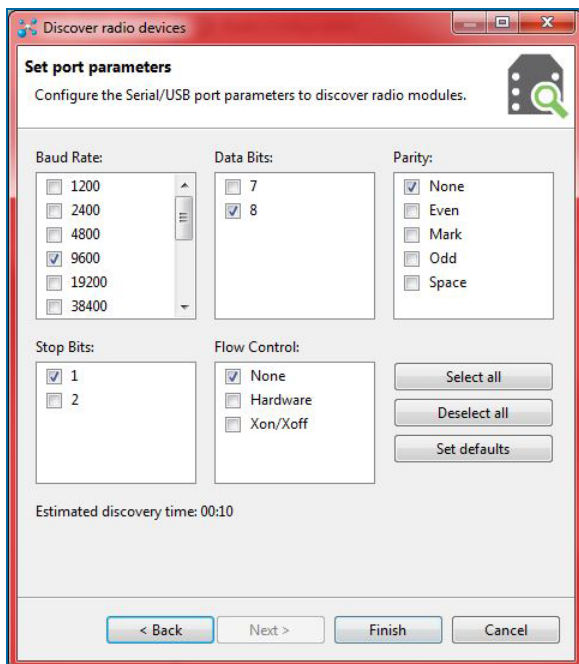 Discover radio devices
Set port parameters
Configure the Serial/USB port parameters to discover radio modules.
Baud Rate:
1200
2400
4800
9600
19200
38400
Data Bits:
7
8
Parity:
None
Even
Mark
Odd
Space
Stop Bits:
1
2
Flow Control:
None
Hardware
Xon/Xoff
Select all
Deselect all
Set defaults
Estimated discovery time: 00:10
< Back
Next >
Finish
Cancel